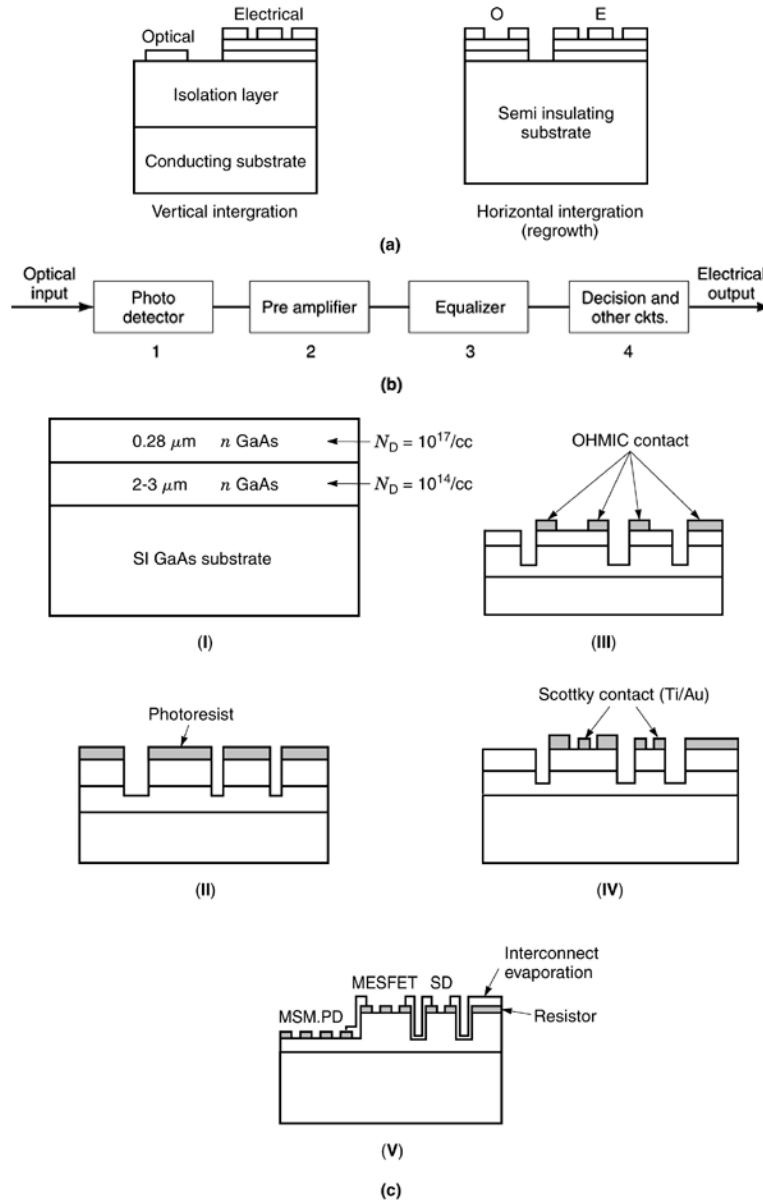 Optical
Electrical
Isolation layer
Conducting substrate
Vertical intergration
O
E
Semi insulating
substrate
Horizontal intergration
(regrowth)
(a)
Optical
input
Photo
detector
1
Pre amplifier
2
Equalizer
3
Decision and
other ckts.
4
Electrical
output
(b)
0.28 μm n GaAs
N_D = 10^17/cc
2-3 μm n GaAs
N_D = 10^14/cc
SI GaAs substrate
(I)
OHMIC contact
(III)
Photoresist
(II)
Scottky contact (Ti/Au)
(IV)
MSM.PD
MESFET
SD
Interconnect
evaporation
Resistor
(V)
(c)